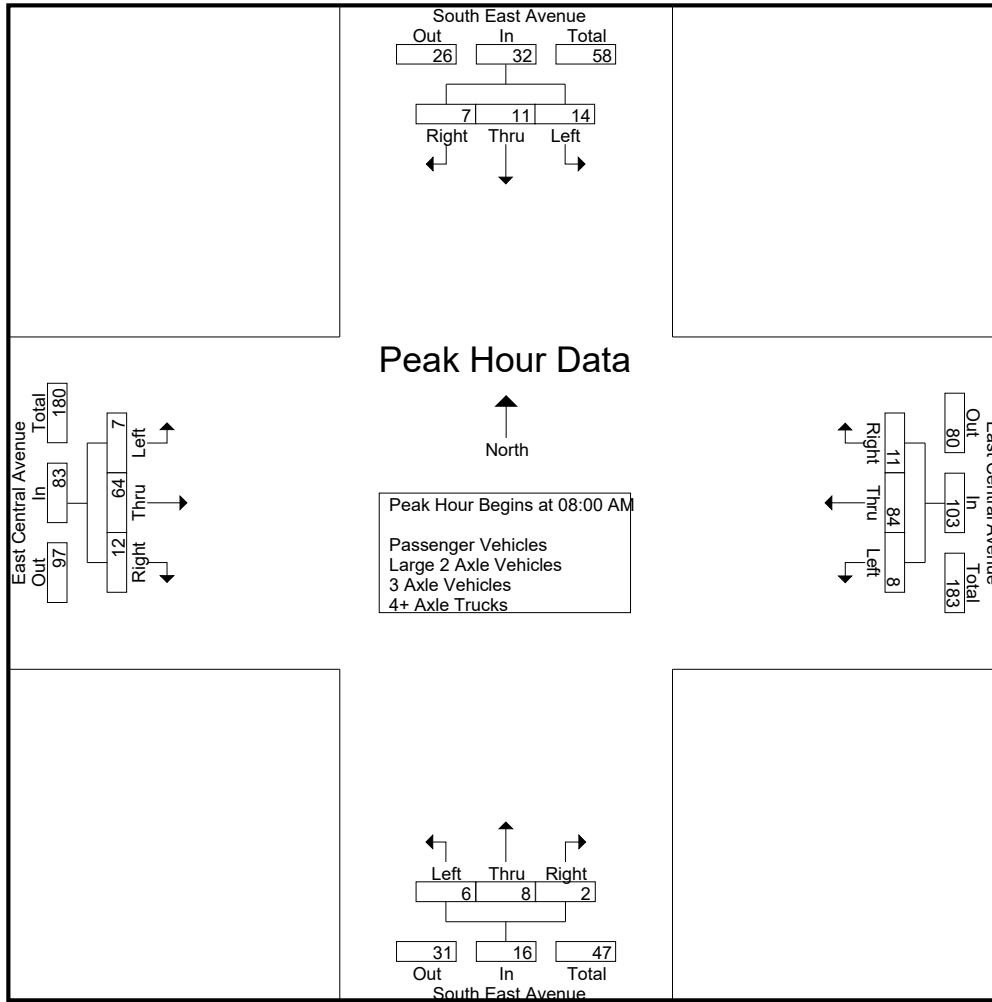 South East Avenue
Out In Total
26 32 58
7 11 14
Right Thru Left
Peak Hour Data
North
Peak Hour Begins at 08:00 AM
Passenger Vehicles
Large 2 Axle Vehicles
3 Axle Vehicles
4+ Axle Trucks
East Central Avenue
Out In Total
97 83 180
12 64 7
Right Thru Left
East Central Avenue
Out In Total
80 103 183
11 84 8
Right Thru Left
Left Thru Right
6 8 2
31 16 47
Out In Total
South East Avenue